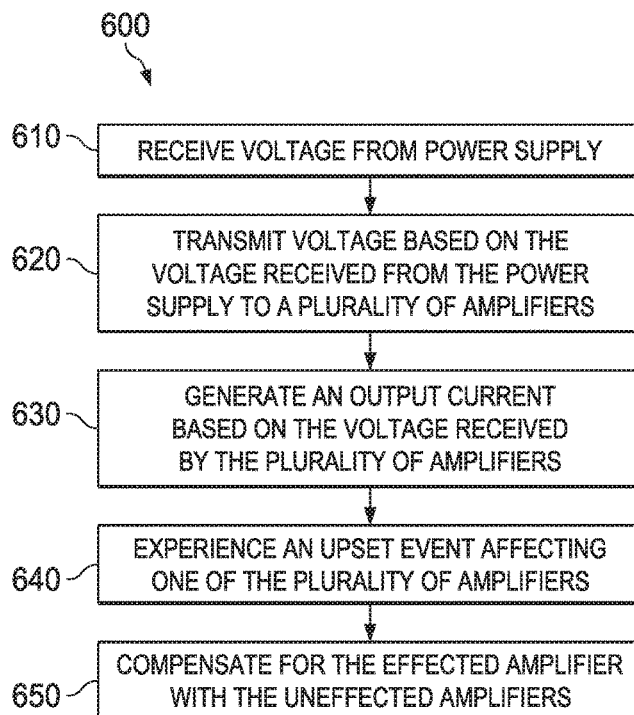 600
610
RECEIVE VOLTAGE FROM POWER SUPPLY
620
TRANSMIT VOLTAGE BASED ON THE
VOLTAGE RECEIVED FROM THE POWER
SUPPLY TO A PLURALITY OF AMPLIFIERS
630
GENERATE AN OUTPUT CURRENT
BASED ON THE VOLTAGE RECEIVED
BY THE PLURALITY OF AMPLIFIERS
640
EXPERIENCE AN UPSET EVENT AFFECTING
ONE OF THE PLURALITY OF AMPLIFIERS
650
COMPENSATE FOR THE EFFECTED AMPLIFIER
WITH THE UNEFFECTED AMPLIFIERS